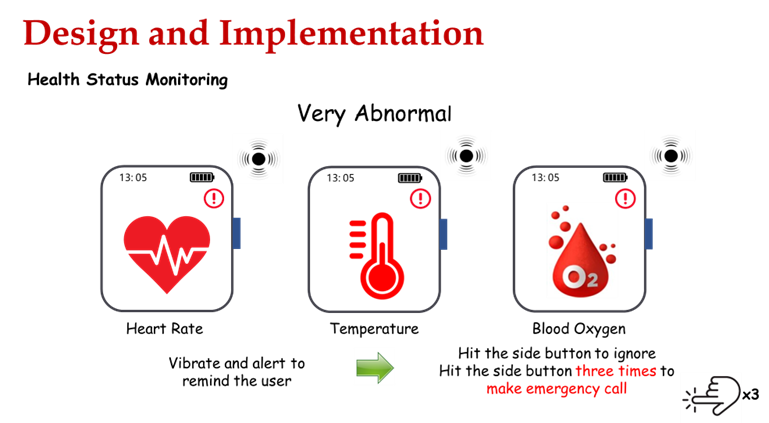 Design and Implementation
Health Status Monitoring
Very Abnormal
13:05
13:05
13:05
O2
Heart Rate
Temperature
Blood Oxygen
Vibrate and alert to
remind the user
Hit the side button to ignore
Hit the side button three times to
make emergency call
x3